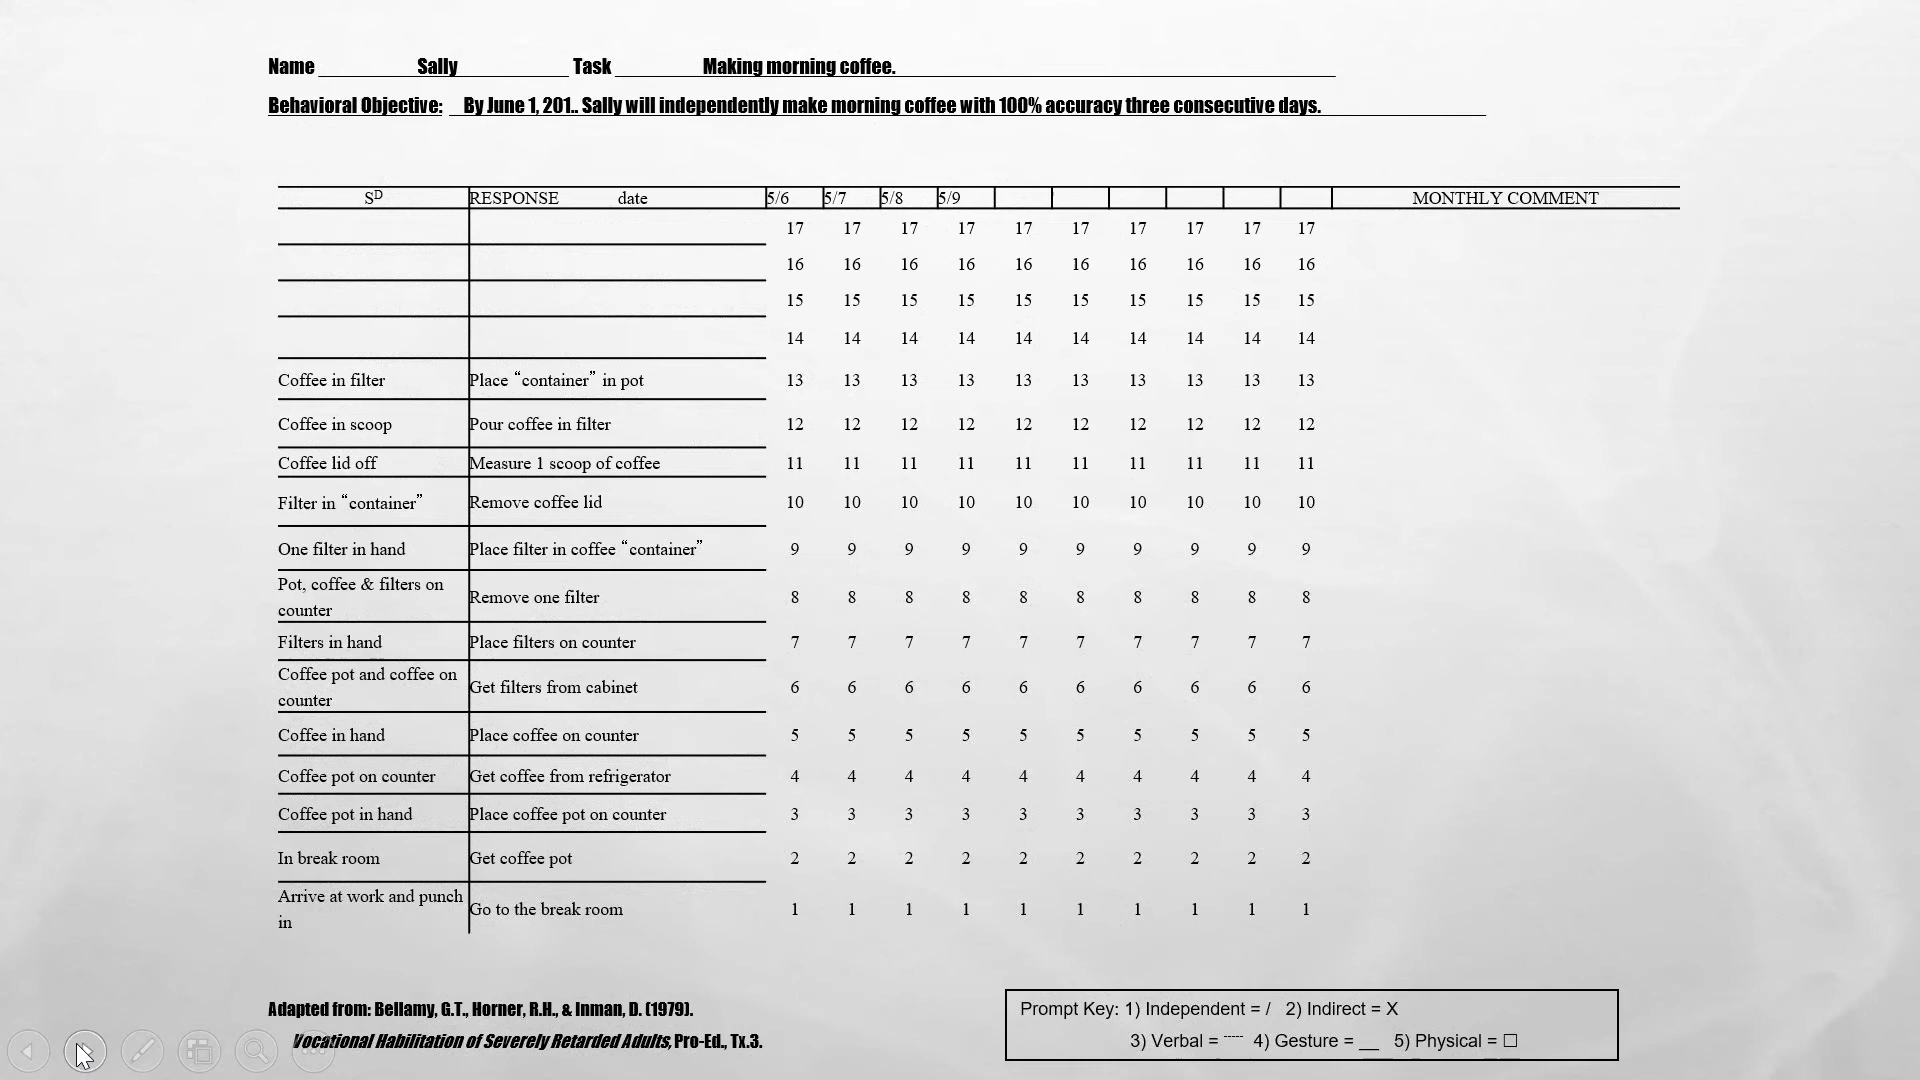 Name Sally Task Making morning coffee.
Behavioral Objective: By June 1, 201.. Sally will independently make morning coffee with 100% accuracy three consecutive days.
SD RESPONSE date 5/6 5/7 5/8 5/9 MONTHLY COMMENT
17 17 17 17 17 17 17 17 17 17
16 16 16 16 16 16 16 16 16 16
15 15 15 15 15 15 15 15 15 15
14 14 14 14 14 14 14 14 14 14
Coffee in filter Place “container” in pot 13 13 13 13 13 13 13 13 13 13
Coffee in scoop Pour coffee in filter 12 12 12 12 12 12 12 12 12 12
Coffee lid off Measure 1 scoop of coffee 11 11 11 11 11 11 11 11 11 11
Filter in “container” Remove coffee lid 10 10 10 10 10 10 10 10 10 10
One filter in hand Place filter in coffee “container” 9 9 9 9 9 9 9 9 9 9
Pot, coffee & filters on
counter Remove one filter 8 8 8 8 8 8 8 8 8 8
Filters in hand Place filters on counter 7 7 7 7 7 7 7 7 7 7
Coffee pot and coffee on
counter Get filters from cabinet 6 6 6 6 6 6 6 6 6 6
Coffee in hand Place coffee on counter 5 5 5 5 5 5 5 5 5 5
Coffee pot on counter Get coffee from refrigerator 4 4 4 4 4 4 4 4 4 4
Coffee pot in hand Place coffee pot on counter 3 3 3 3 3 3 3 3 3 3
In break room Get coffee pot 2 2 2 2 2 2 2 2 2 2
Arrive at work and punch
in Go to the break room 1 1 1 1 1 1 1 1 1 1
Adapted from: Bellamy, G.T., Horner, R.H., & Inman, D. (1979).
Vocational Habilitation of Severely Retarded Adults, Pro-Ed., Tx.3.
Prompt Key: 1) Independent = / 2) Indirect = X
3) Verbal = ----- 4) Gesture = __ 5) Physical = □